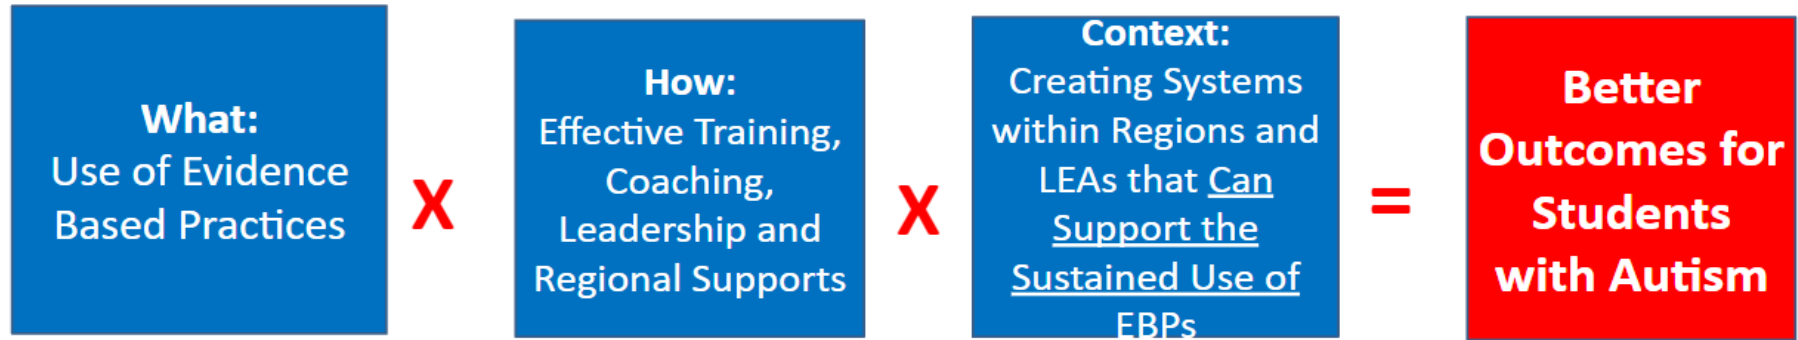 What:
Use of Evidence
Based Practices
X
How:
Effective Training,
Coaching,
Leadership and
Regional Supports
X
Context:
Creating Systems
within Regions and
LEAs that Can
Support the
Sustained Use of
EBPs
=
Better
Outcomes for
Students
with Autism